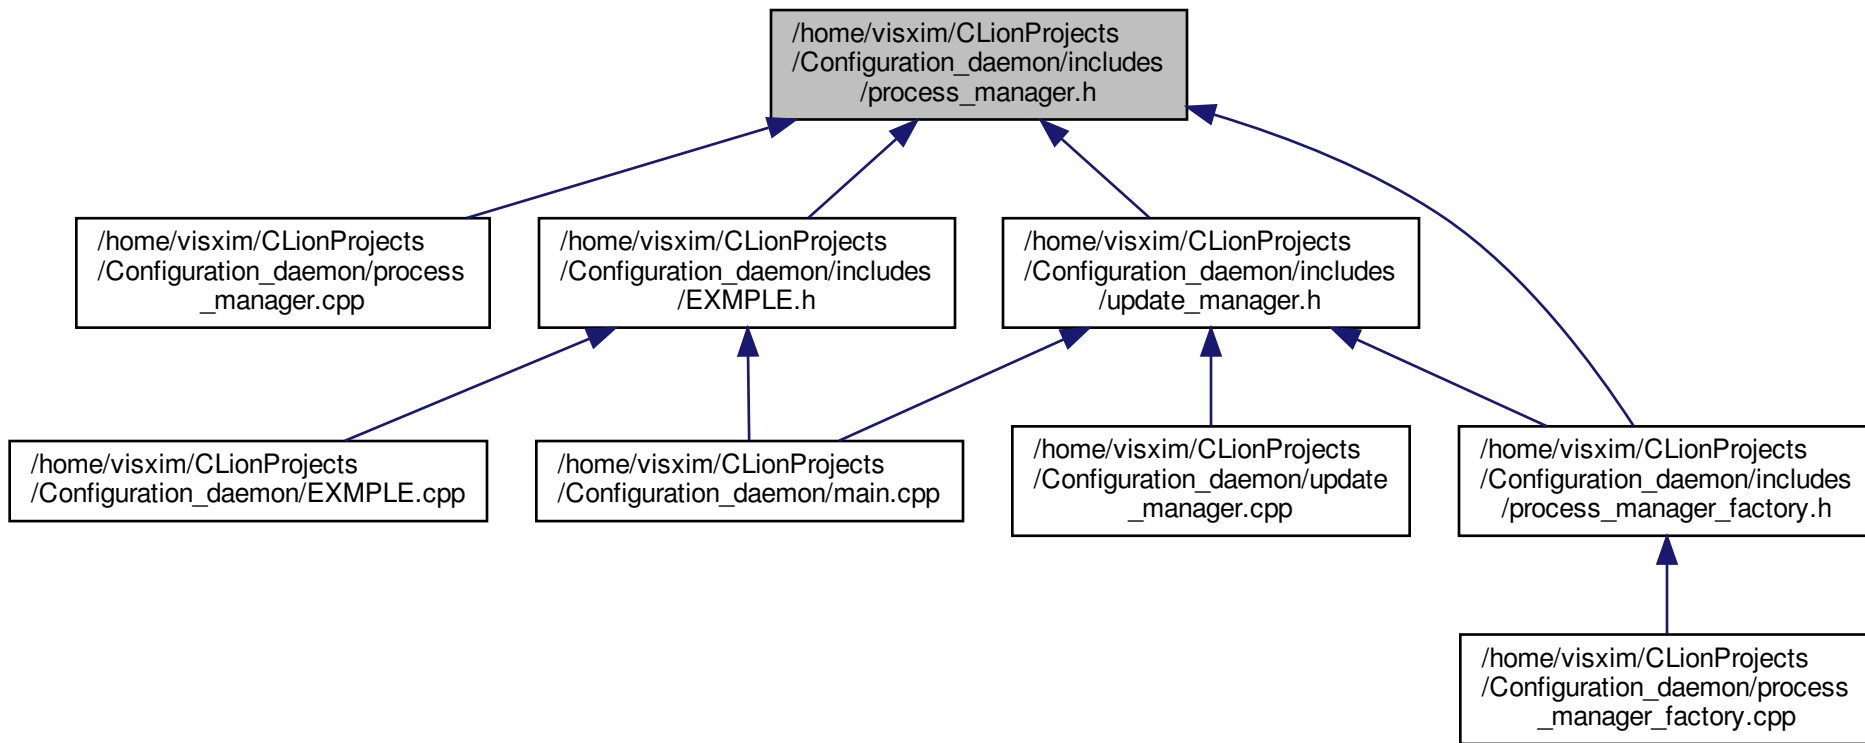 /home/visxim/CLionProjects
/Configuration_daemon/includes
/process_manager.h
/home/visxim/CLionProjects
/Configuration_daemon/process
_manager.cpp
/home/visxim/CLionProjects
/Configuration_daemon/includes
/EXMPLE.h
/home/visxim/CLionProjects
/Configuration_daemon/includes
/update_manager.h
/home/visxim/CLionProjects
/Configuration_daemon/EXMPLE.cpp
/home/visxim/CLionProjects
/Configuration_daemon/main.cpp
/home/visxim/CLionProjects
/Configuration_daemon/update
_manager.cpp
/home/visxim/CLionProjects
/Configuration_daemon/includes
/process_manager_factory.h
/home/visxim/CLionProjects
/Configuration_daemon/process
_manager_factory.cpp